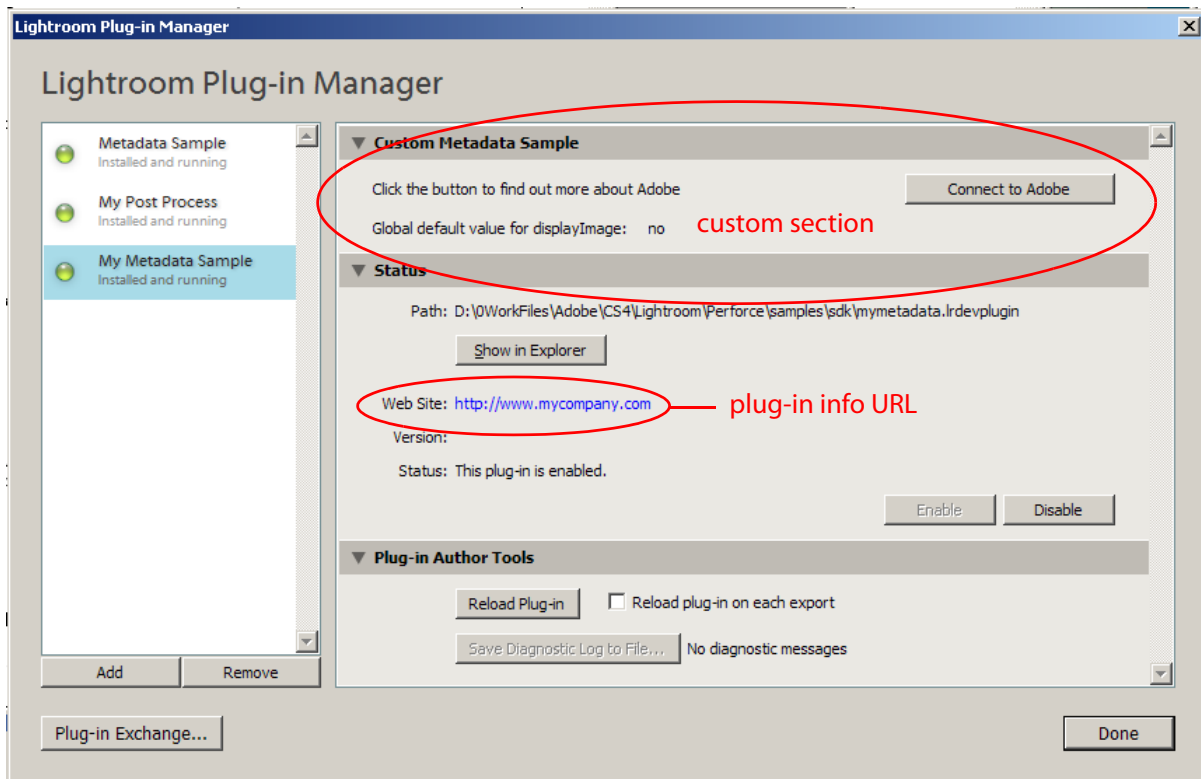 Lightroom Plug-in Manager
Lightroom Plug-in Manager
Metadata Sample
Installed and running
My Post Process
Installed and running
My Metadata Sample
Installed and running
Add Remove
Custom Metadata Sample
Click the button to find out more about Adobe Connect to Adobe
Global default value for displayImage: no custom section
Status
Path: D:\0WorkFiles\Adobe\CS4\Lightroom\Perforce\samples\sdk\mymetadata.lrdevplugin
Show in Explorer
Web Site: http://www.mycompany.com plug-in info URL
Version:
Status: This plug-in is enabled.
Enable Disable
Plug-in Author Tools
Reload Plug-in Reload plug-in on each export
Save Diagnostic Log to File... No diagnostic messages
Plug-in Exchange... Done